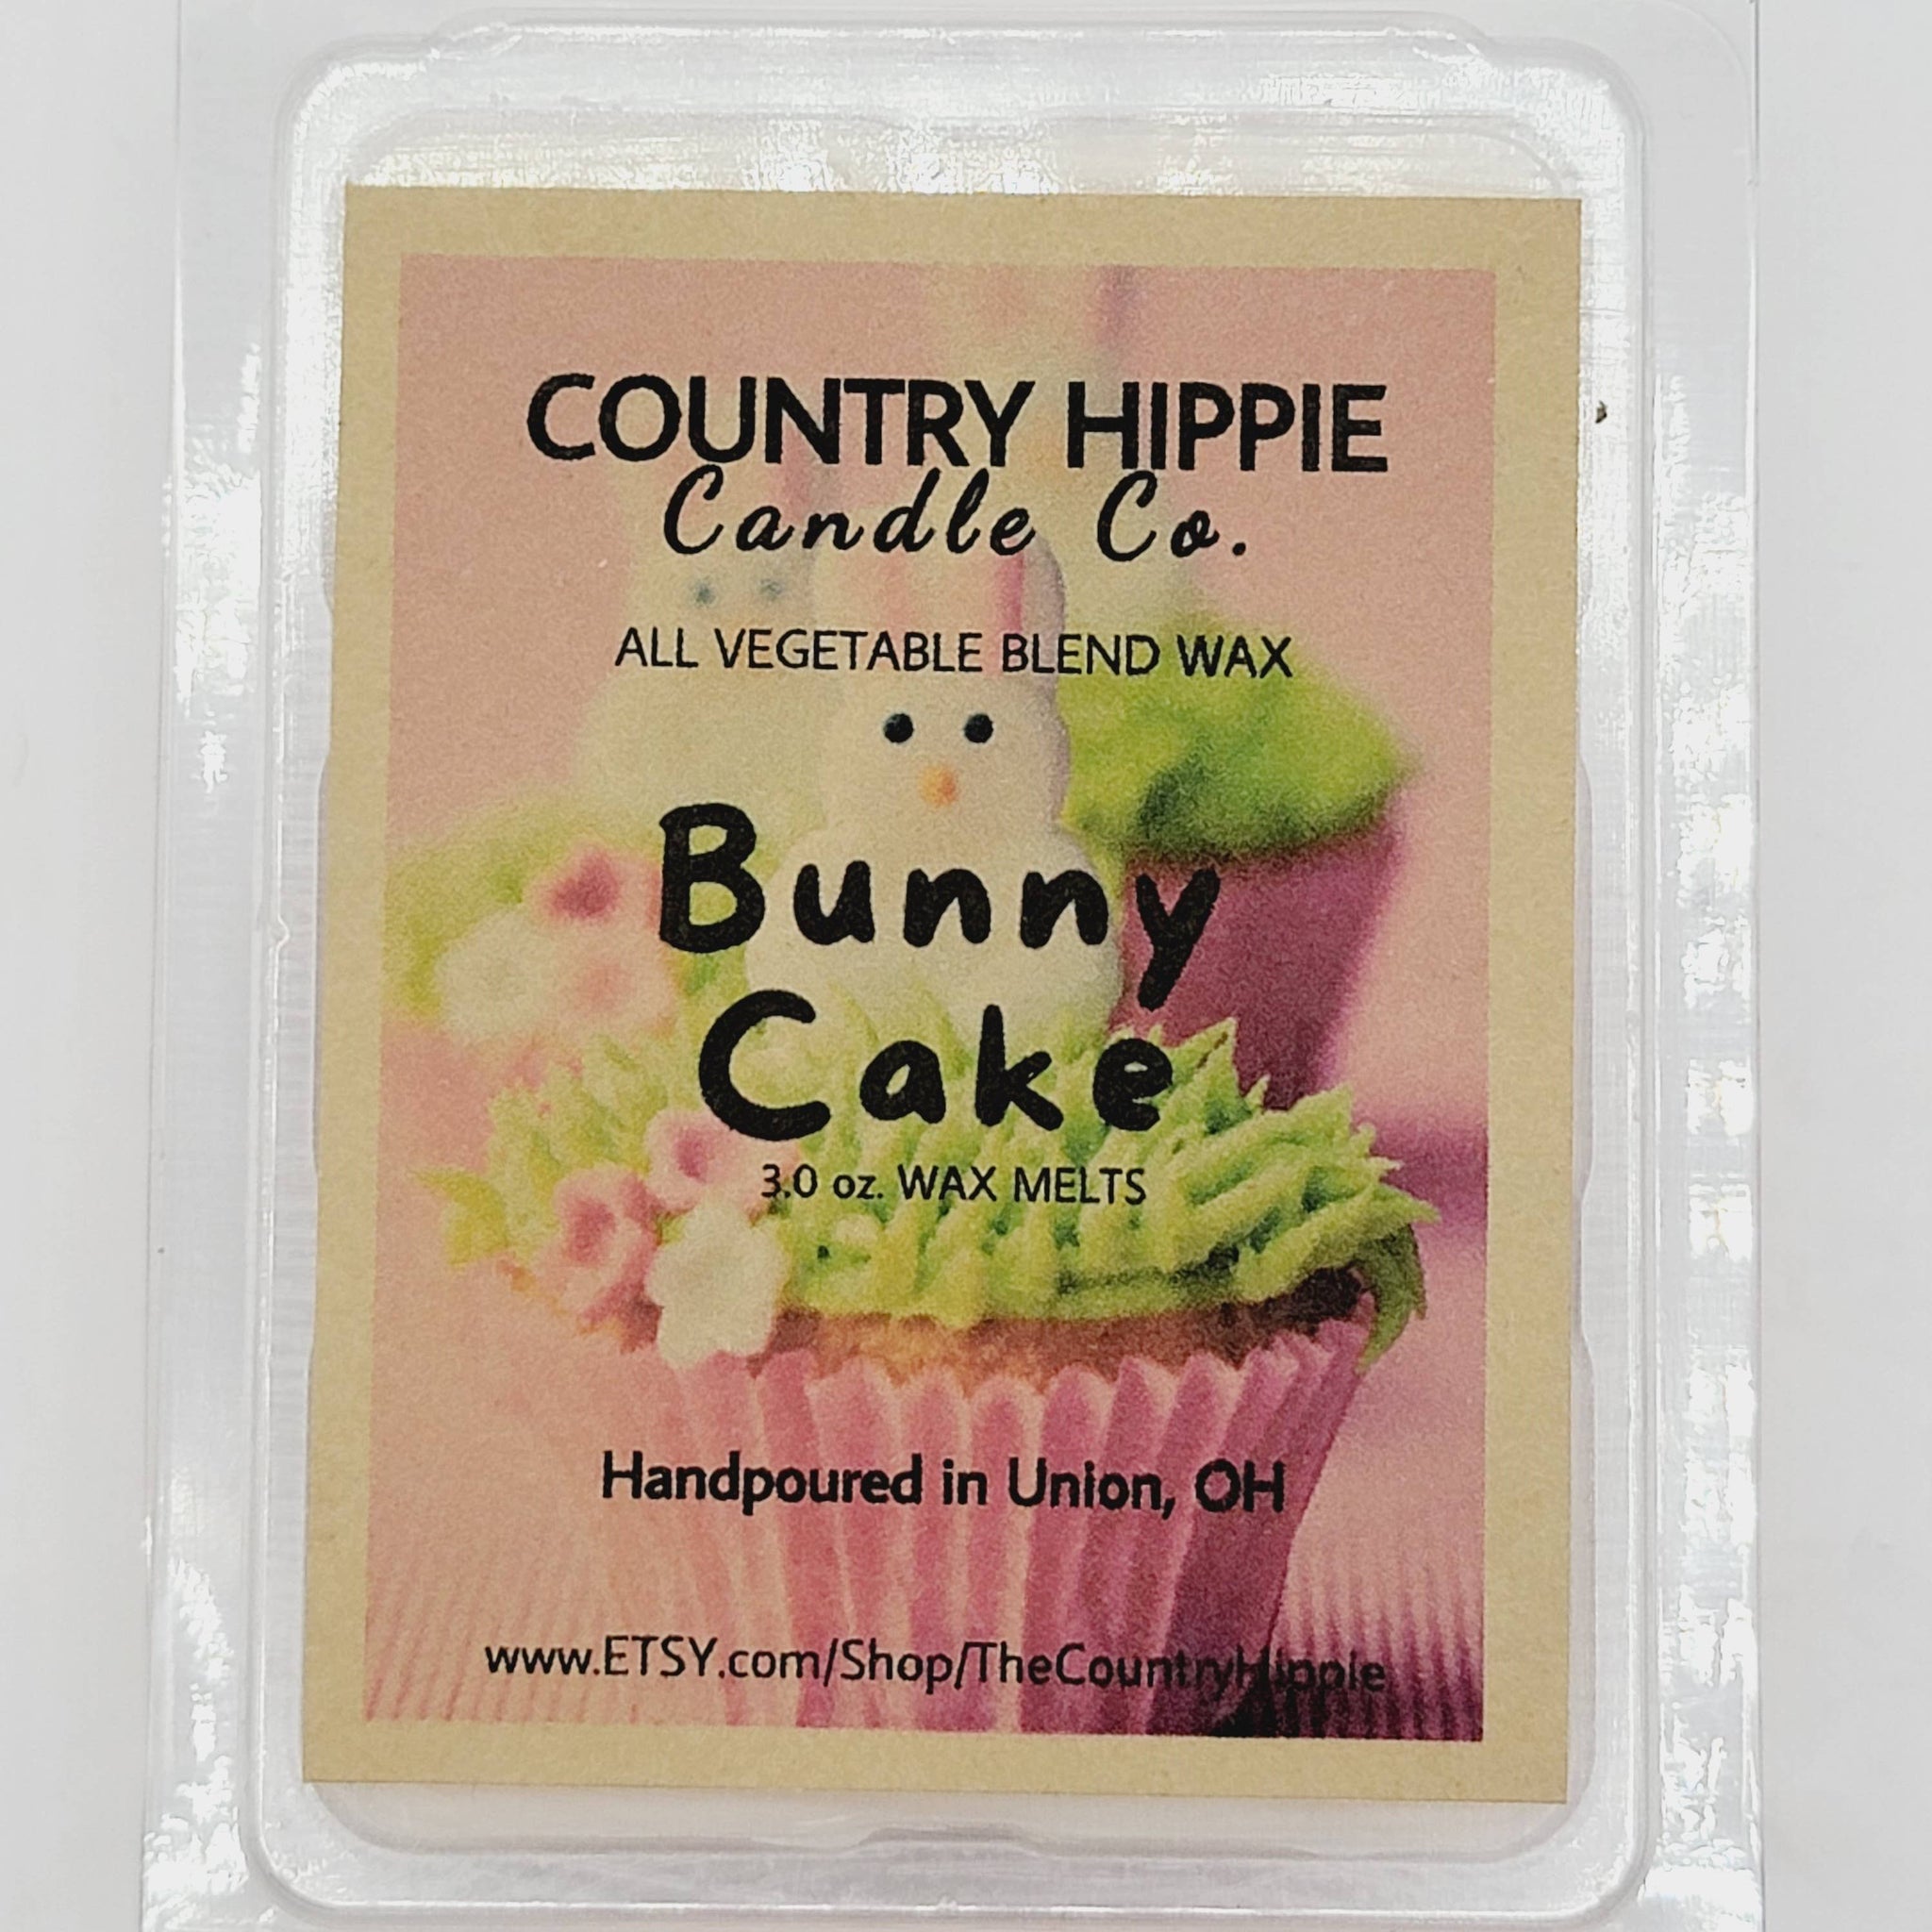 COUNTRY HIPPIE
Candle Co.
ALL VEGETABLE BLEND WAX
Bunny
Cake
3.0 oz. WAX MELTS
Handpoured in Union, OH
www.ETSY.com/Shop/TheCountryHippie